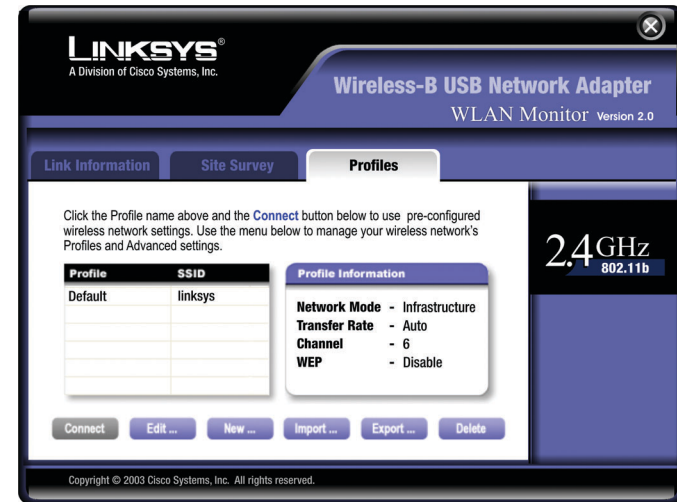 LINKSYS®
A Division of Cisco Systems, Inc.
Wireless-B USB Network Adapter
WLAN Monitor Version 2.0
Link Information Site Survey Profiles
Click the Profile name above and the Connect button below to use pre-configured
wireless network settings. Use the menu below to manage your wireless network's
Profiles and Advanced settings.
Profile SSID
Default linksys
Profile Information
Network Mode - Infrastructure
Transfer Rate - Auto
Channel - 6
WEP - Disable
2.4GHz
802.11b
Connect Edit ... New ... Import ... Export ... Delete
Copyright © 2003 Cisco Systems, Inc. All rights reserved.